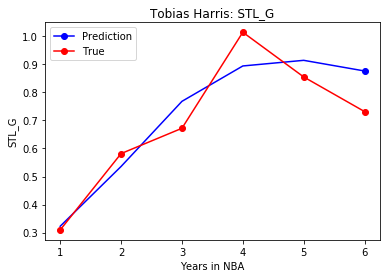 Tobias Harris: STL_G
Prediction
True
1.0
0.9
0.8
0.7
0.6
0.5
0.4
0.3
STL_G
1 2 3 4 5 6
Years in NBA